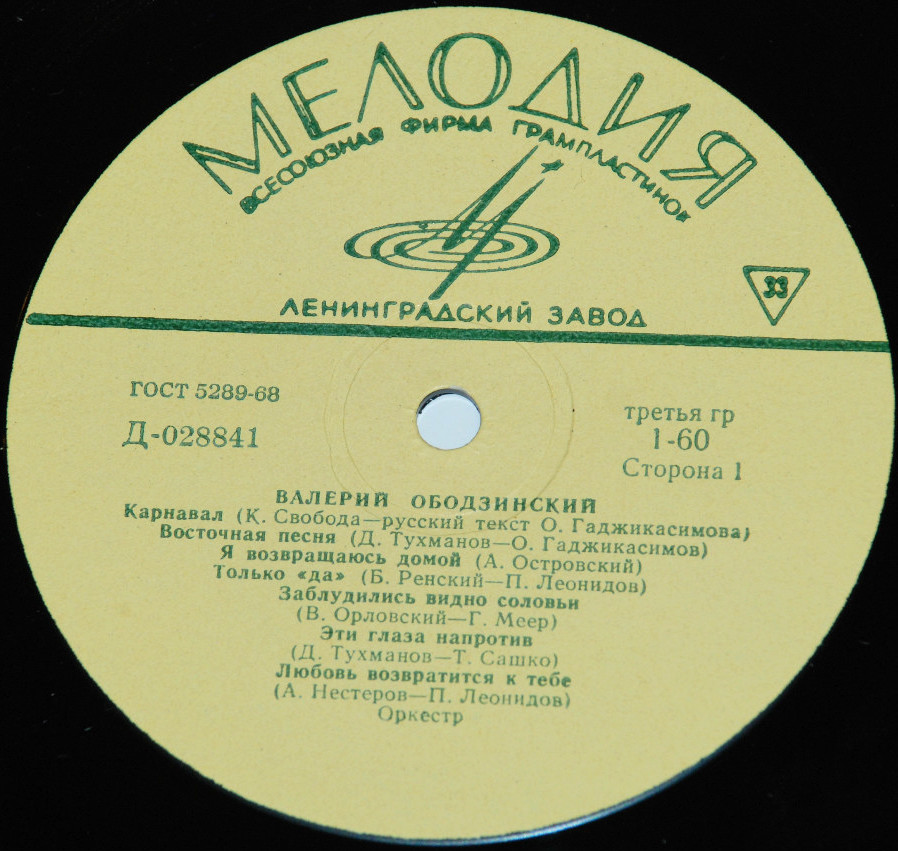 МЕЛОДИЯ
ВСЕСОЮЗНАЯ ФИРМА ГРАМПЛАСТИНОК
33
ЛЕНИНГРАДСКИЙ ЗАВОД
ГОСТ 5289-68
Д-028841
третья гр
1-60
Сторона 1
ВАЛЕРИЙ ОБОДЗИНСКИЙ
Карнавал (К. Свобода—русский текст О. Гаджикасимова)
Восточная песня (Д. Тухманов—О. Гаджикасимов)
Я возвращаюсь домой (А. Островский)
Только «да» (Б. Ренский—П. Леонидов)
Заблудились видно соловьи
(В. Орловский—Г. Меер)
Эти глаза напротив
(Д. Тухманов—Т. Сашко)
Любовь возвратится к тебе
(А. Нестеров—П. Леонидов)
Оркестр